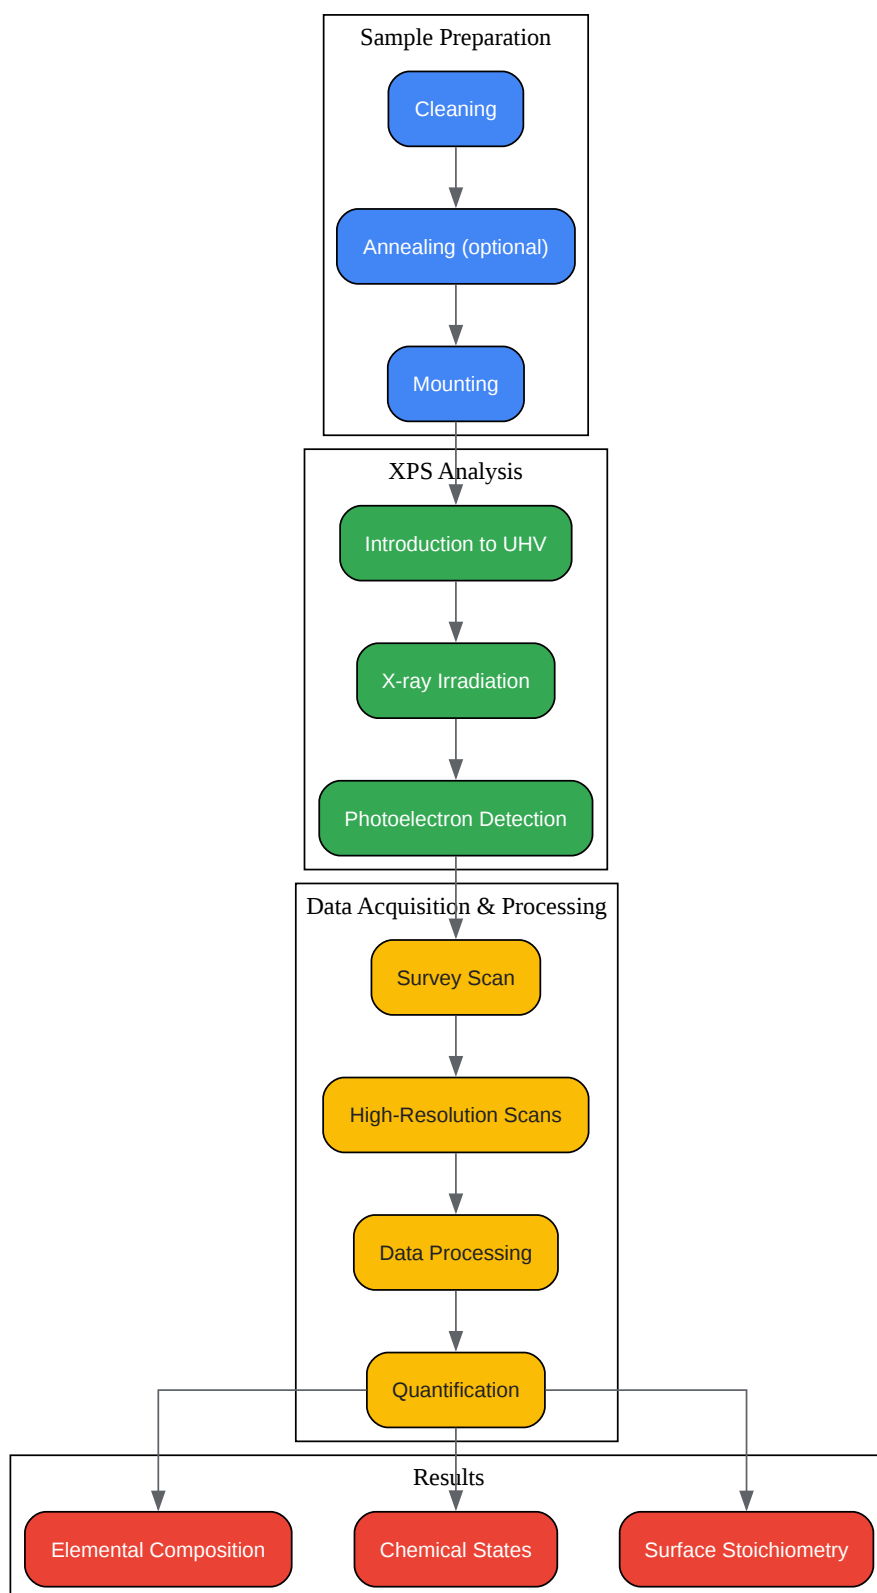 Sample Preparation
Cleaning
Annealing (optional)
Mounting
XPS Analysis
Introduction to UHV
X-ray Irradiation
Photoelectron Detection
Data Acquisition & Processing
Survey Scan
High-Resolution Scans
Data Processing
Quantification
Results
Elemental Composition
Chemical States
Surface Stoichiometry